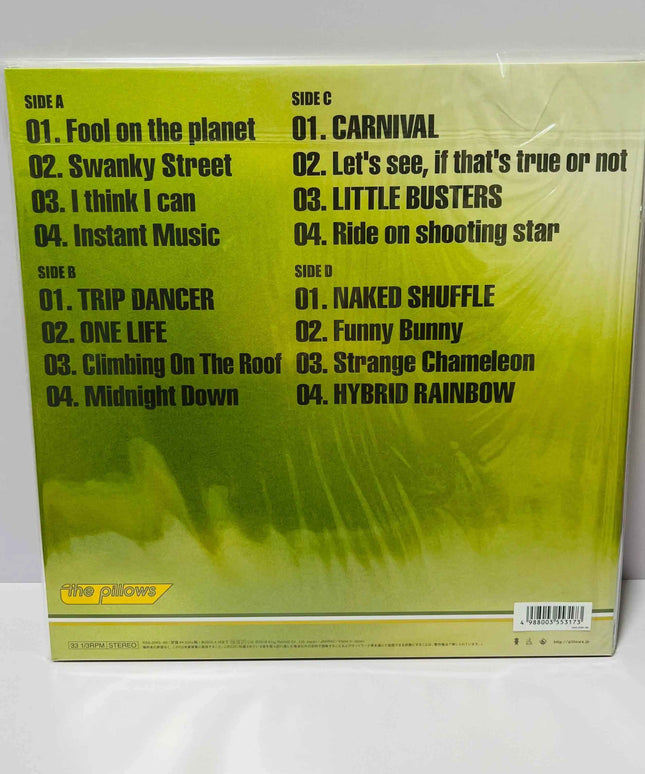 SIDE A
01. Fool on the planet
02. Swanky Street
03. I think I can
04. Instant Music
SIDE B
01. TRIP DANCER
02. ONE LIFE
03. Climbing On The Roof
04. Midnight Down
SIDE C
01. CARNIVAL
02. Let's see, if that's true or not
03. LITTLE BUSTERS
04. Ride on shooting star
SIDE D
01. NAKED SHUFFLE
02. Funny Bunny
03. Strange Chameleon
04. HYBRID RAINBOW
the pillows
4 988003 553173
33 1/3RPM STEREO
http://pillows.jp